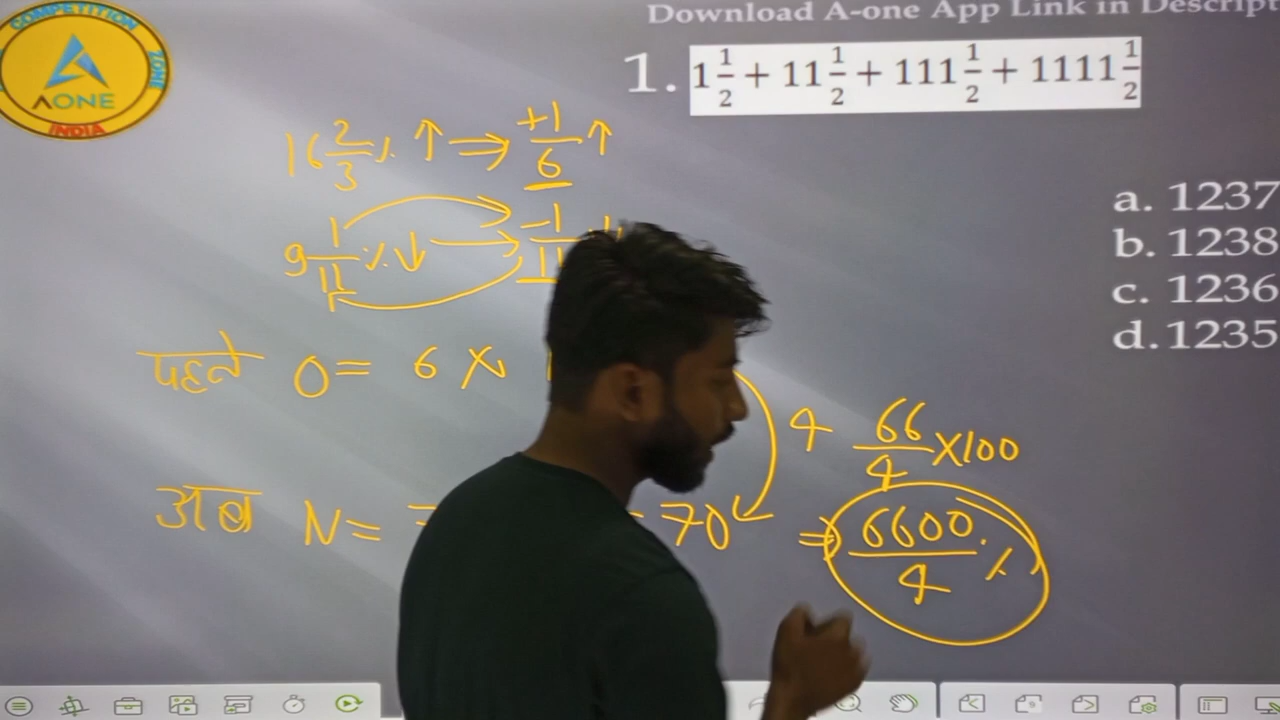 Download A-one App Link in Descript
COMPETITION ZONE
AONE
INDIA
1. 1 1/2 + 11 1/2 + 111 1/2 + 1111 1/2
16 2/3 % ↑ ⇒ +1/6 ↑
9 1/11 % ↓ → -1/11
a. 1237
b. 1238
c. 1236
d. 1235
पहले O = 6 ×
4 66/4 ×100
अब N = 70
⇒ 6600/4 %